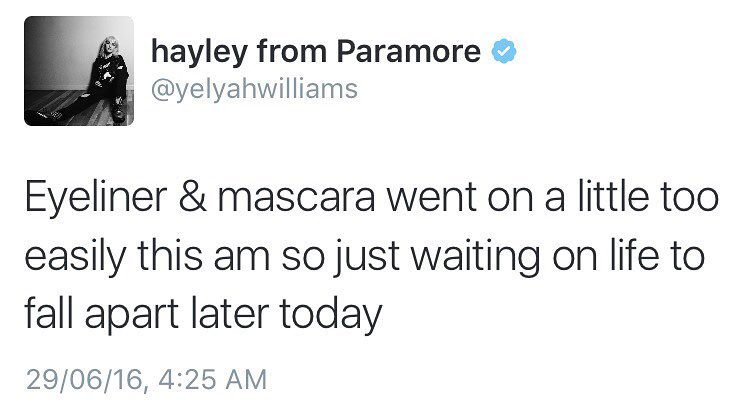 hayley from Paramore
@yelyahwilliams
Eyeliner & mascara went on a little too
easily this am so just waiting on life to
fall apart later today
29/06/16, 4:25 AM